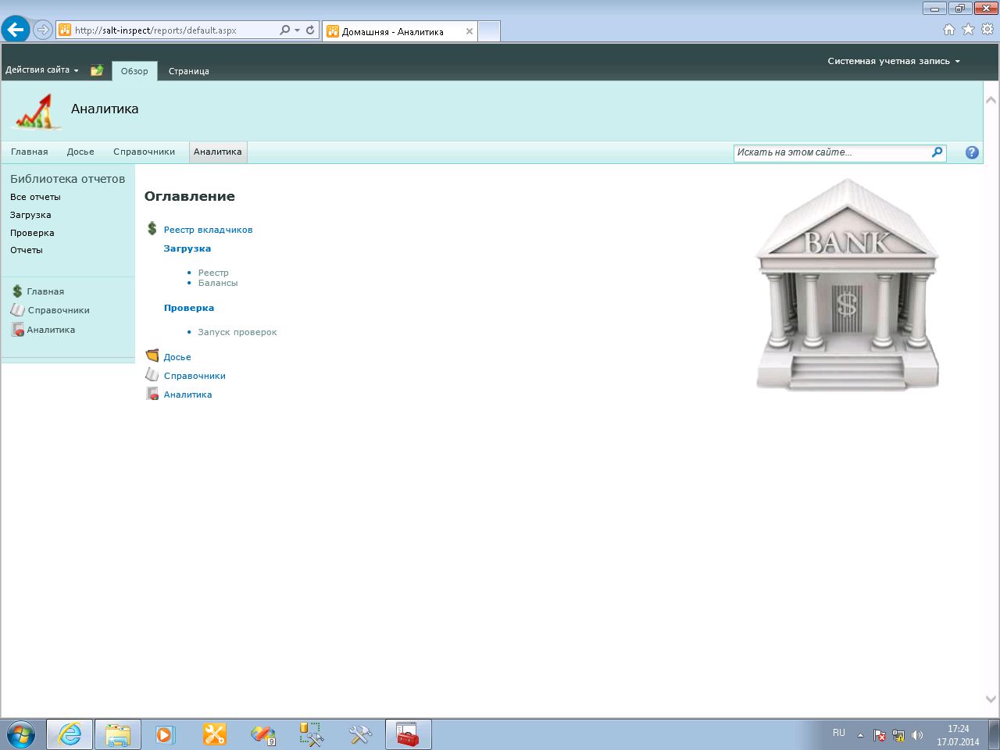 http://salt-inspect/reports/default.aspx
Домашняя - Аналитика
Действия сайта
Обзор
Страница
Системная учетная запись
Аналитика
Главная
Досье
Справочники
Аналитика
Искать на этом сайте...
Библиотека отчетов
Все отчеты
Загрузка
Проверка
Отчеты
Главная
Справочники
Аналитика
Оглавление
Реестр вкладчиков
Загрузка
Реестр
Балансы
Проверка
Запуск проверок
Досье
Справочники
Аналитика
BANK
$
RU
17:24
17.07.2014
9